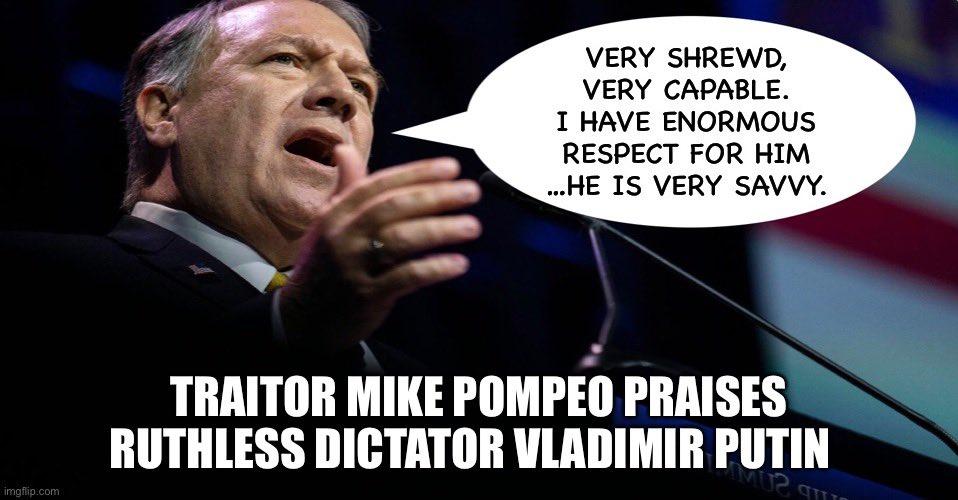 VERY SHREWD,
VERY CAPABLE.
I HAVE ENORMOUS
RESPECT FOR HIM
...HE IS VERY SAVVY.
TRAITOR MIKE POMPEO PRAISES
RUTHLESS DICTATOR VLADIMIR PUTIN
imgflip.com